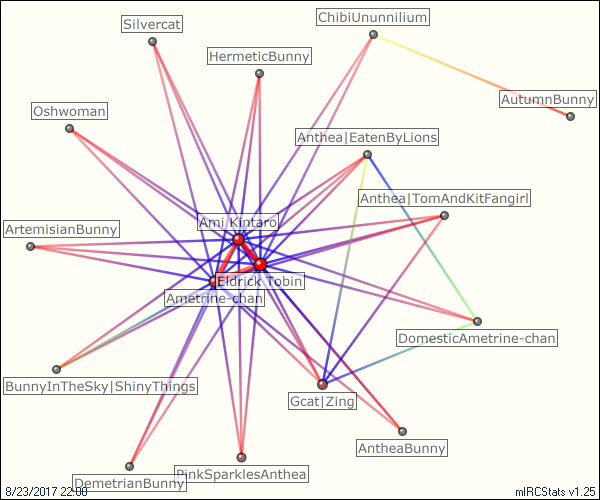 ChibiUnunnilium
Silvercat
HermeticBunny
AutumnBunny
Oshwoman
Anthea|EatenByLions
Anthea|TomAndKitFangirl
Ami Kintaro
ArtemisianBunny
Eldrick Tobin
Ametrine-chan
DomesticAmetrine-chan
BunnyInTheSky|ShinyThings
Gcat|Zing
AntheaBunny
PinkSparklesAnthea
DemetrianBunny
8/23/2017 22:00
mIRCStats v1.25